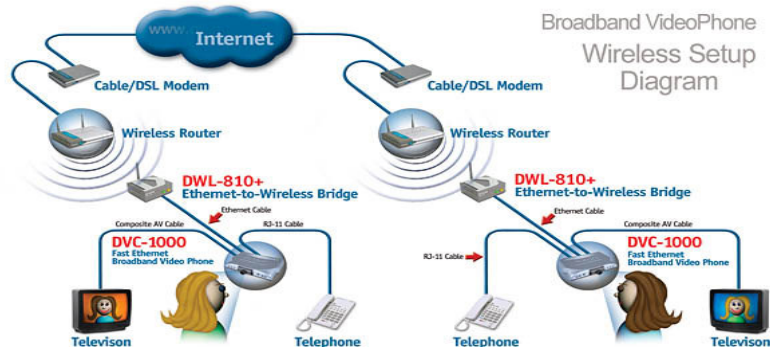 Broadband VideoPhone
Wireless Setup
Diagram
www.
Internet
Cable/DSL Modem
Cable/DSL Modem
Wireless Router
Wireless Router
DWL-810+
Ethernet-to-Wireless Bridge
DWL-810+
Ethernet-to-Wireless Bridge
Ethernet Cable
Composite AV Cable
RJ-11 Cable
Ethernet Cable
Composite AV Cable
DVC-1000
Fast Ethernet
Broadband Video Phone
RJ-11 Cable
DVC-1000
Fast Ethernet
Broadband Video Phone
Televison
Telephone
Telephone
Televison